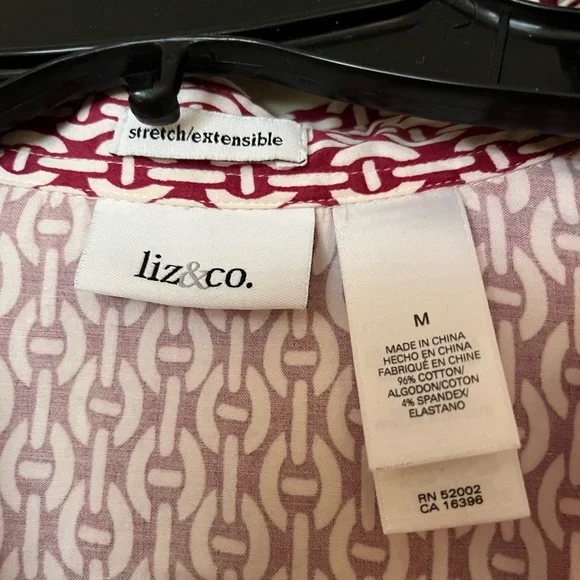 stretch/extensible
liz&co.
M
MADE IN CHINA
HECHO EN CHINA
FABRIQUÉ EN CHINE
96% COTTON/
ALGODON/COTON
4% SPANDEX/
ELASTANO
RN 52002
CA 16396